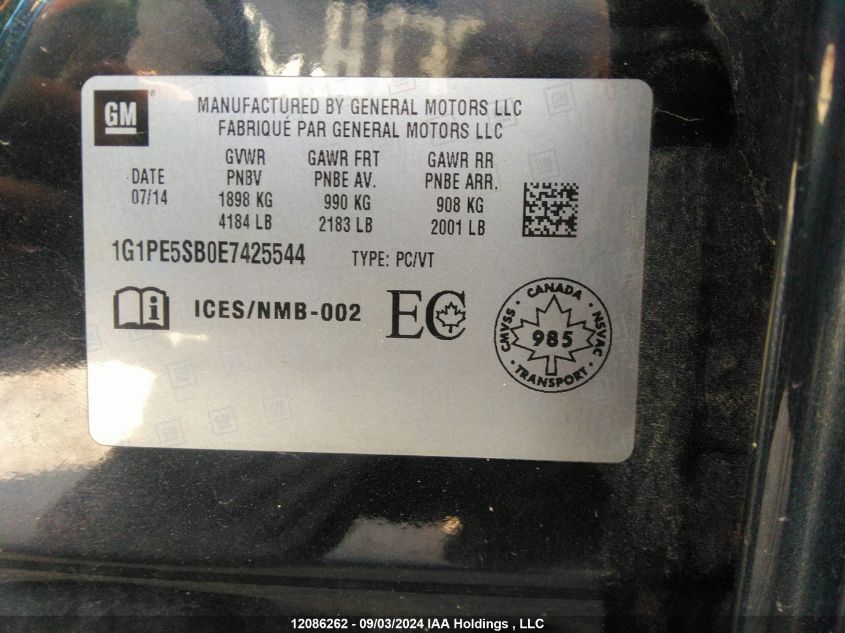 GM
MANUFACTURED BY GENERAL MOTORS LLC
FABRIQUÉ PAR GENERAL MOTORS LLC
DATE
07/14
GVWR
PNBV
1898 KG
4184 LB
GAWR FRT
PNBE AV.
990 KG
2183 LB
GAWR RR
PNBE ARR.
908 KG
2001 LB
1G1PE5SB0E7425544 TYPE: PC/VT
ICES/NMB-002 EC
CANADA
CMVSS 985 NSVAC
TRANSPORT
12086262 - 09/03/2024 IAA Holdings , LLC